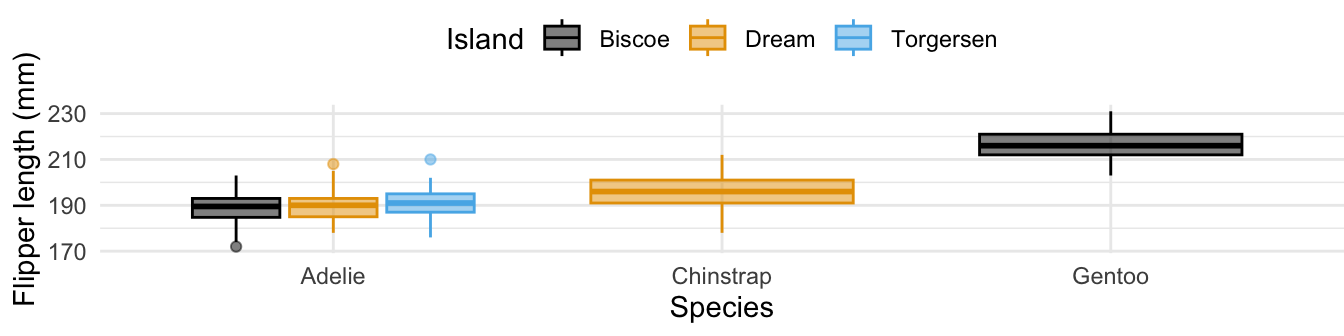 Island Biscoe Dream Torgersen
Flipper length (mm)
230
210
190
170
Adelie Chinstrap Gentoo
Species